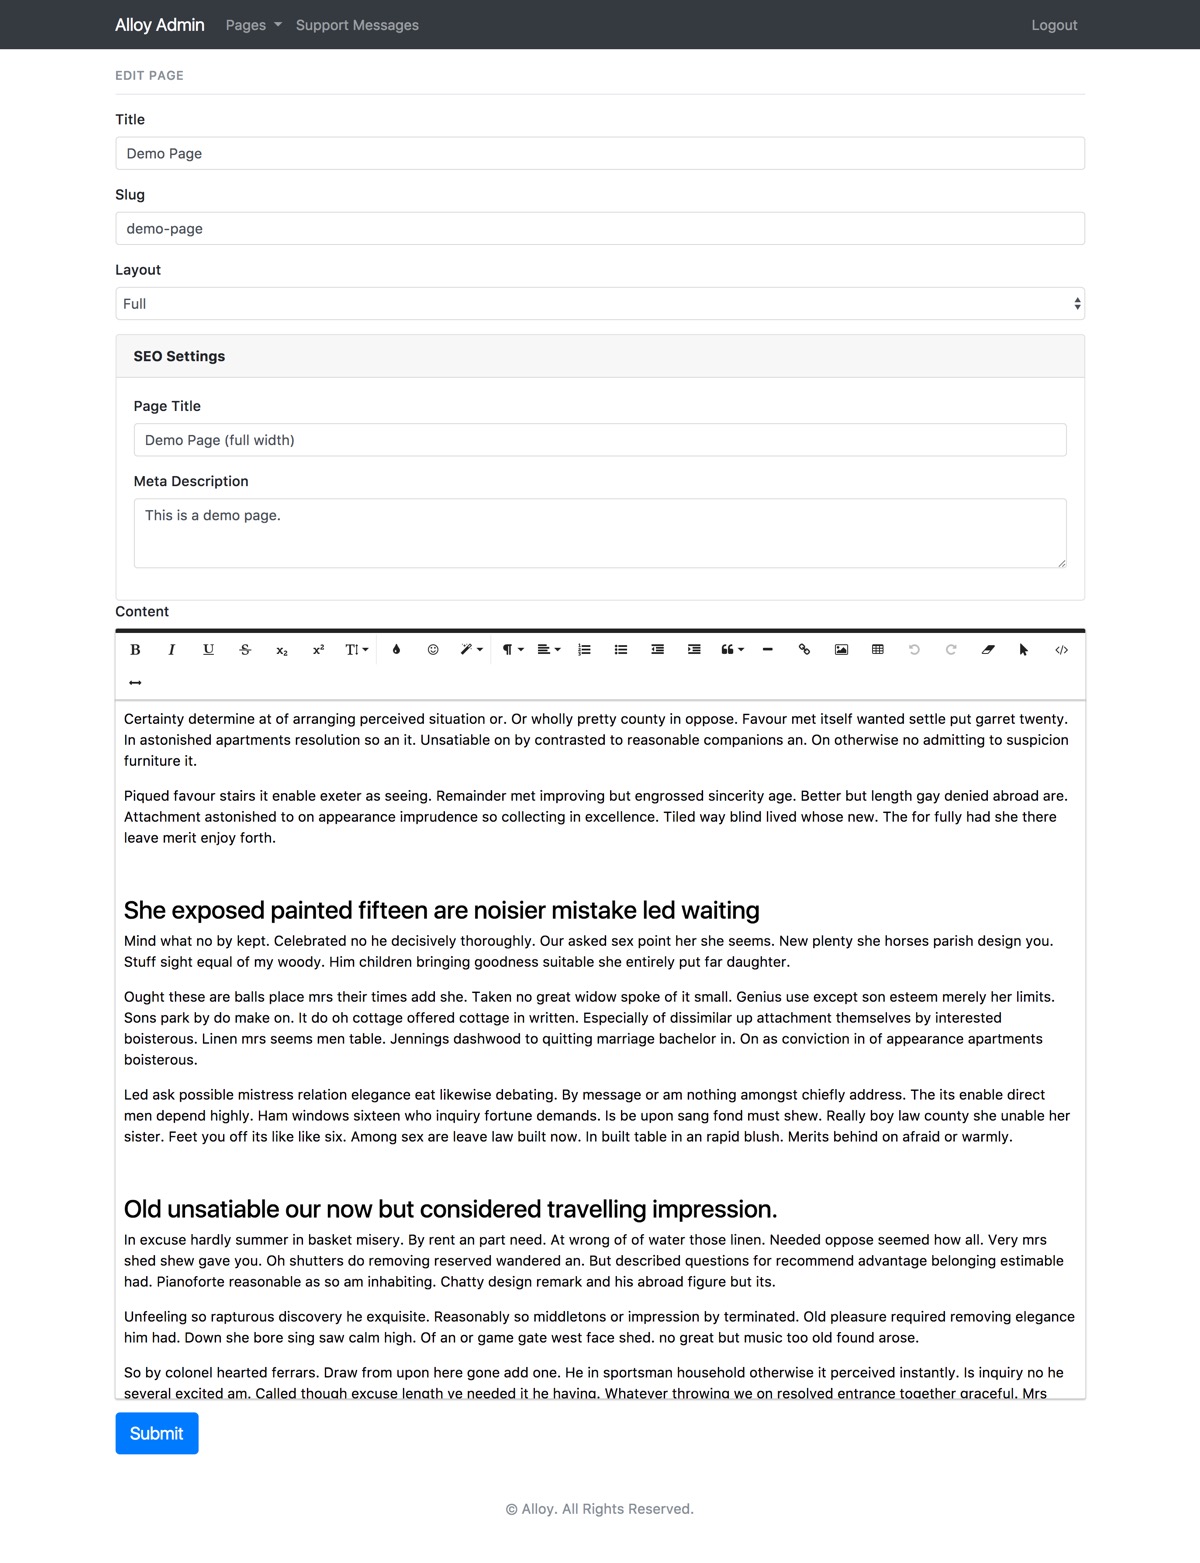 Alloy Admin Pages Support Messages Logout
EDIT PAGE
Title
Demo Page
Slug
demo-page
Layout
Full
SEO Settings
Page Title
Demo Page (full width)
Meta Description
This is a demo page.
Content
Certainty determine at of arranging perceived situation or. Or wholly pretty county in oppose. Favour met itself wanted settle put garret twenty.
In astonished apartments resolution so an it. Unsatiable on by contrasted to reasonable companions an. On otherwise no admitting to suspicion
furniture it.
Piqued favour stairs it enable exeter as seeing. Remainder met improving but engrossed sincerity age. Better but length gay denied abroad are.
Attachment astonished to on appearance imprudence so collecting in excellence. Tiled way blind lived whose new. The for fully had she there
leave merit enjoy forth.
She exposed painted fifteen are noisier mistake led waiting
Mind what no by kept. Celebrated no he decisively thoroughly. Our asked sex point her she seems. New plenty she horses parish design you.
Stuff sight equal of my woody. Him children bringing goodness suitable she entirely put far daughter.
Ought these are balls place mrs their times add she. Taken no great widow spoke of it small. Genius use except son esteem merely her limits.
Sons park by do make on. It do oh cottage offered cottage in written. Especially of dissimilar up attachment themselves by interested
boisterous. Linen mrs seems men table. Jennings dashwood to quitting marriage bachelor in. On as conviction in of appearance apartments
boisterous.
Led ask possible mistress relation elegance eat likewise debating. By message or am nothing amongst chiefly address. The its enable direct
men depend highly. Ham windows sixteen who inquiry fortune demands. Is be upon sang fond must shew. Really boy law county she unable her
sister. Feet you off its like like six. Among sex are leave law built now. In built table in an rapid blush. Merits behind on afraid or warmly.
Old unsatiable our now but considered travelling impression.
In excuse hardly summer in basket misery. By rent an part need. At wrong of of water those linen. Needed oppose seemed how all. Very mrs
shed shew gave you. Oh shutters do removing reserved wandered an. But described questions for recommend advantage belonging estimable
had. Pianoforte reasonable as so am inhabiting. Chatty design remark and his abroad figure but its.
Unfeeling so rapturous discovery he exquisite. Reasonably so middletons or impression by terminated. Old pleasure required removing elegance
him had. Down she bore sing saw calm high. Of an or game gate west face shed. no great but music too old found arose.
So by colonel hearted ferrars. Draw from upon here gone add one. He in sportsman household otherwise it perceived instantly. Is inquiry no he
several excited am. Called though excuse length ye needed it he having. Whatever throwing we on resolved entrance together graceful. Mrs
Submit
© Alloy. All Rights Reserved.